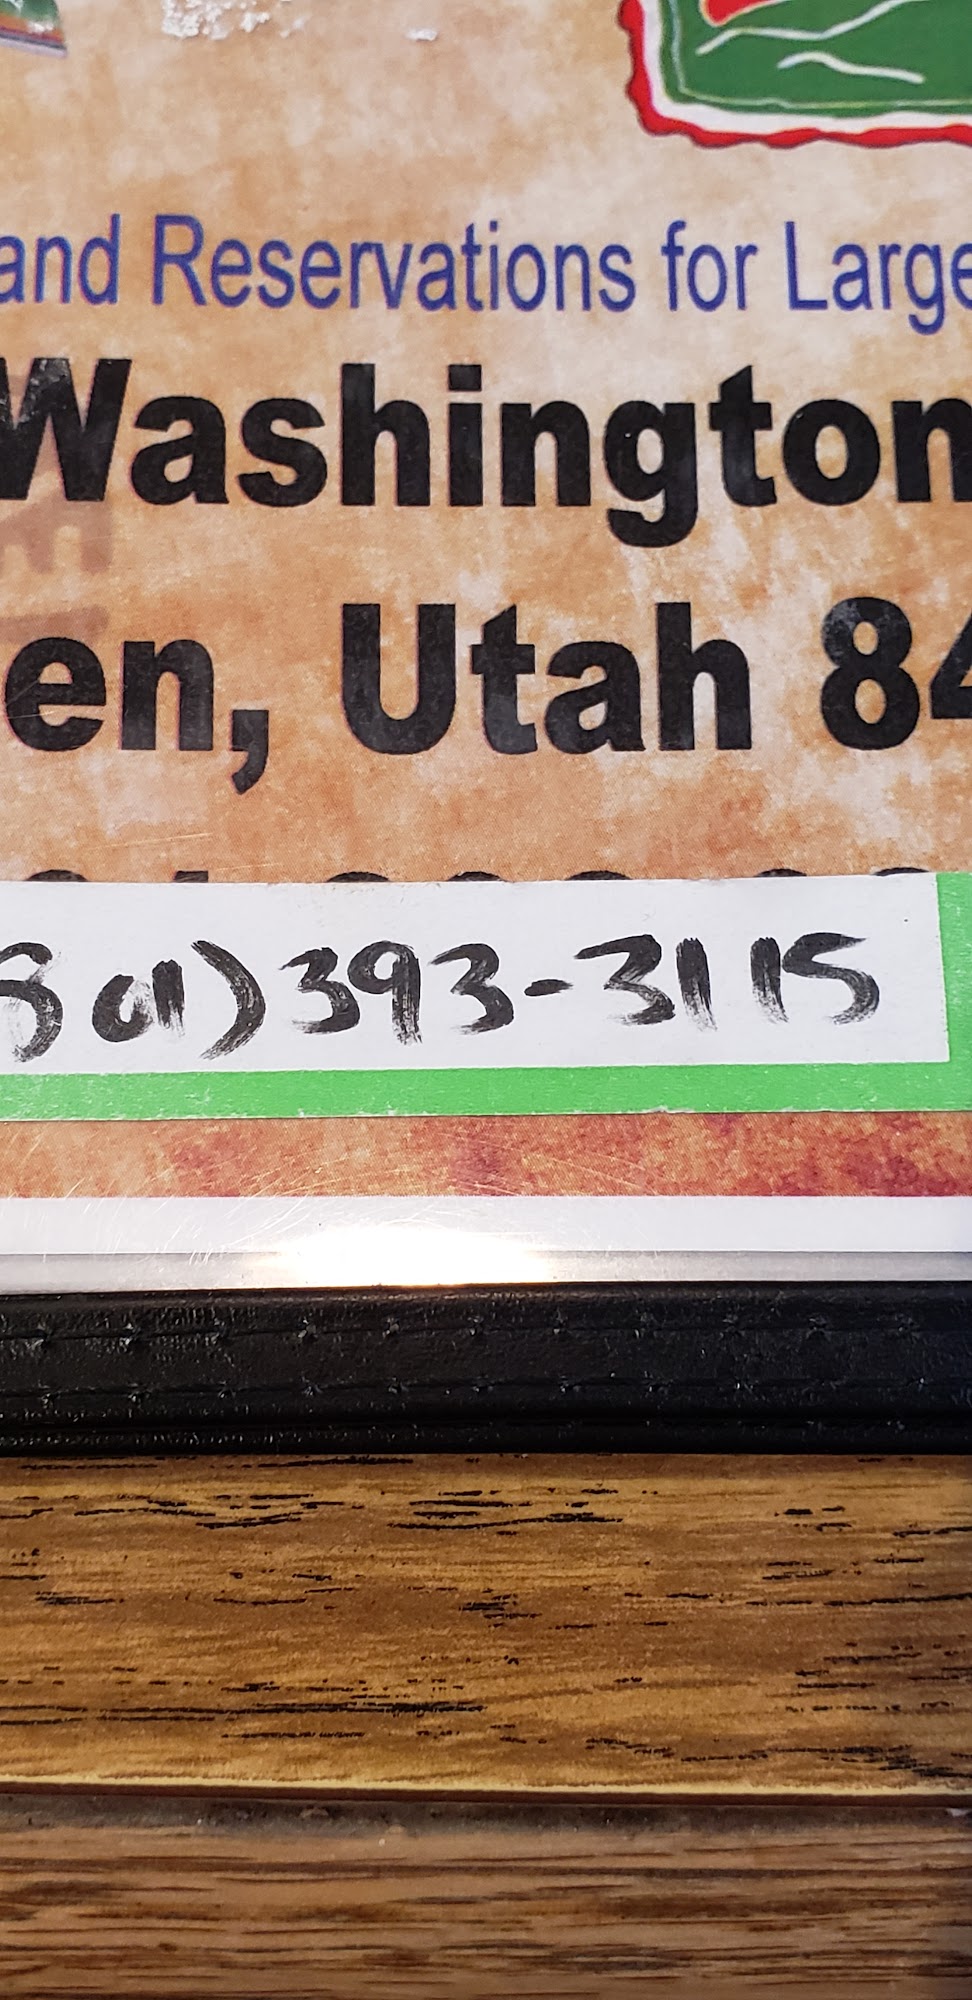 and Reservations for Large
Washington
en, Utah 84
(801) 393-3115